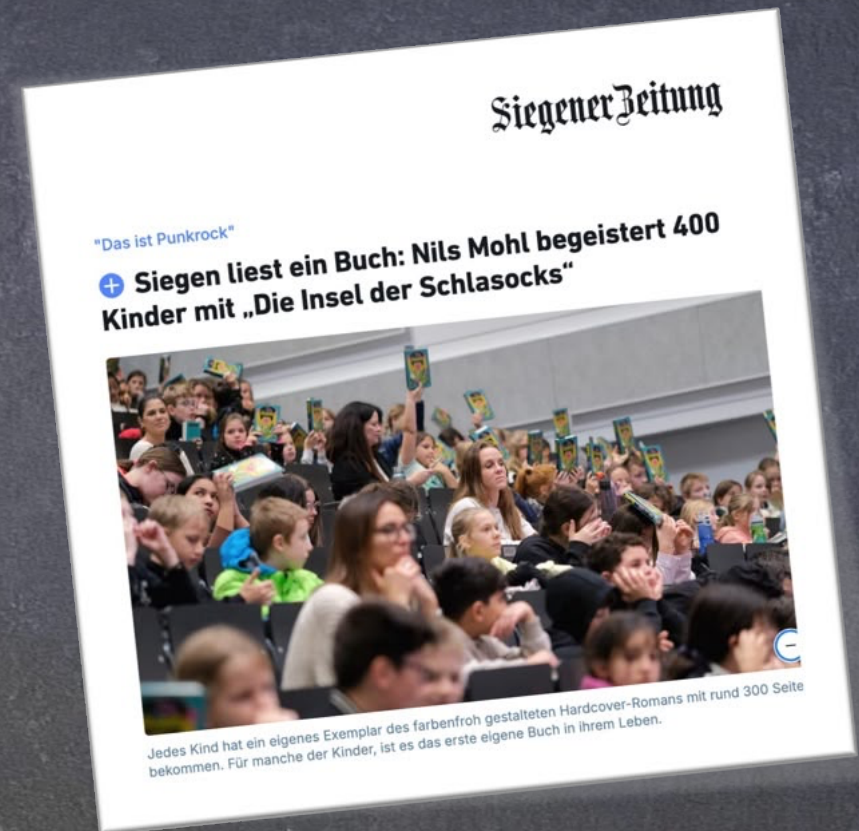 Siegener Zeitung
"Das ist Punkrock"
Siegen liest ein Buch: Nils Mohl begeistert 400
Kinder mit „Die Insel der Schlasocks“
Jedes Kind hat ein eigenes Exemplar des farbenfroh gestalteten Hardcover-Romans mit rund 300 Seite
bekommen. Für manche der Kinder, ist es das erste eigene Buch in ihrem Leben.